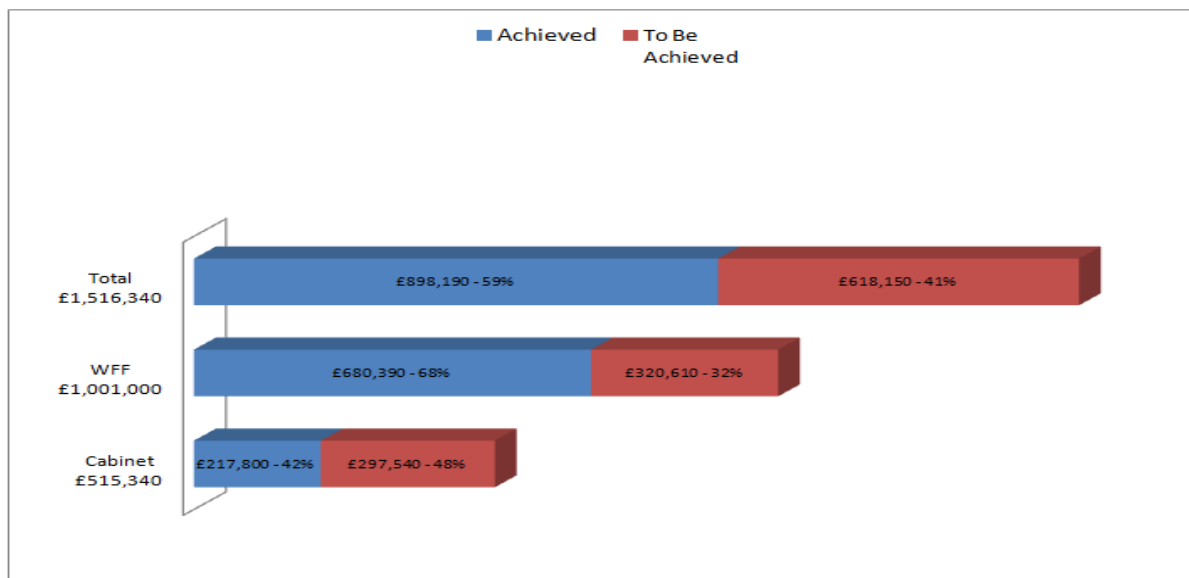 Achieved
To Be
Achieved
Total
£1,516,340
£898,190 - 59%
£618,150 - 41%
WFF
£1,001,000
£680,390 - 68%
£320,610 - 32%
Cabinet
£515,340
£217,800 - 42%
£297,540 - 48%